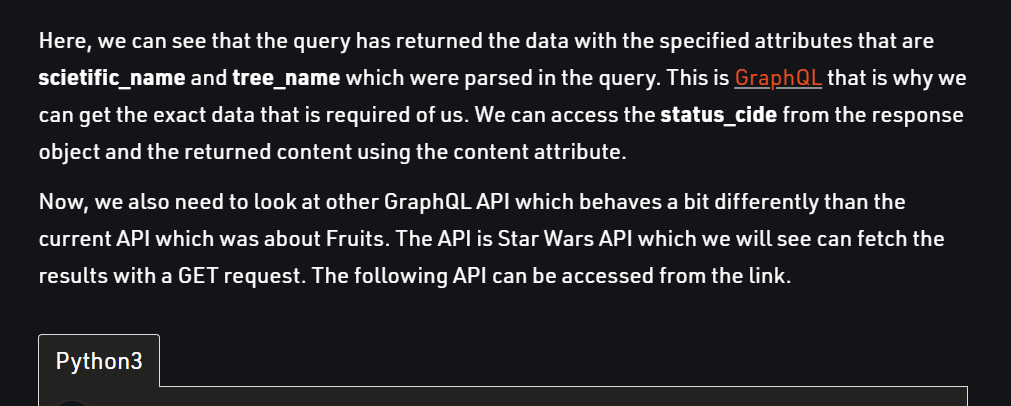 Here, we can see that the query has returned the data with the specified attributes that are
scietific_name and tree_name which were parsed in the query. This is GraphQL that is why we
can get the exact data that is required of us. We can access the status_cide from the response
object and the returned content using the content attribute.
Now, we also need to look at other GraphQL API which behaves a bit differently than the
current API which was about Fruits. The API is Star Wars API which we will see can fetch the
results with a GET request. The following API can be accessed from the link.
Python3